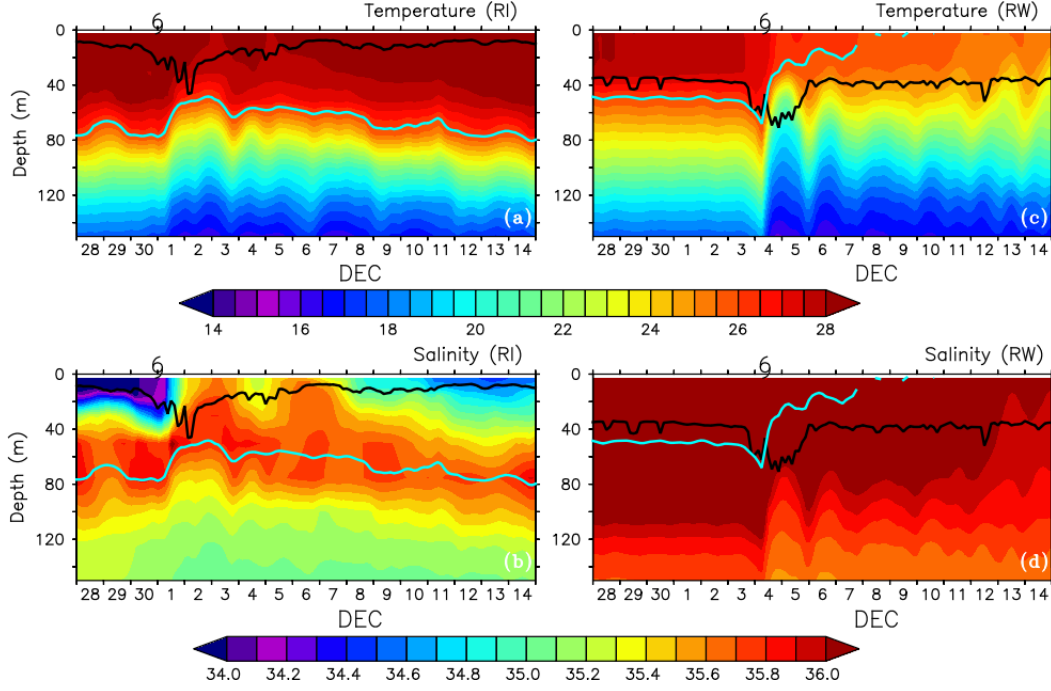 6
Temperature (RI)
6
Temperature (RW)
0
40
80
120
Depth (m)
(a)
28 29 30 1 2 3 4 5 6 7 8 9 10 11 12 13 14
DEC
0
40
80
120
(c)
28 29 30 1 2 3 4 5 6 7 8 9 10 11 12 13 14
DEC
14 16 18 20 22 24 26 28
6
Salinity (RI)
6
Salinity (RW)
0
40
80
120
Depth (m)
(b)
28 29 30 1 2 3 4 5 6 7 8 9 10 11 12 13 14
DEC
0
40
80
120
(d)
28 29 30 1 2 3 4 5 6 7 8 9 10 11 12 13 14
DEC
34.0 34.2 34.4 34.6 34.8 35.0 35.2 35.4 35.6 35.8 36.0